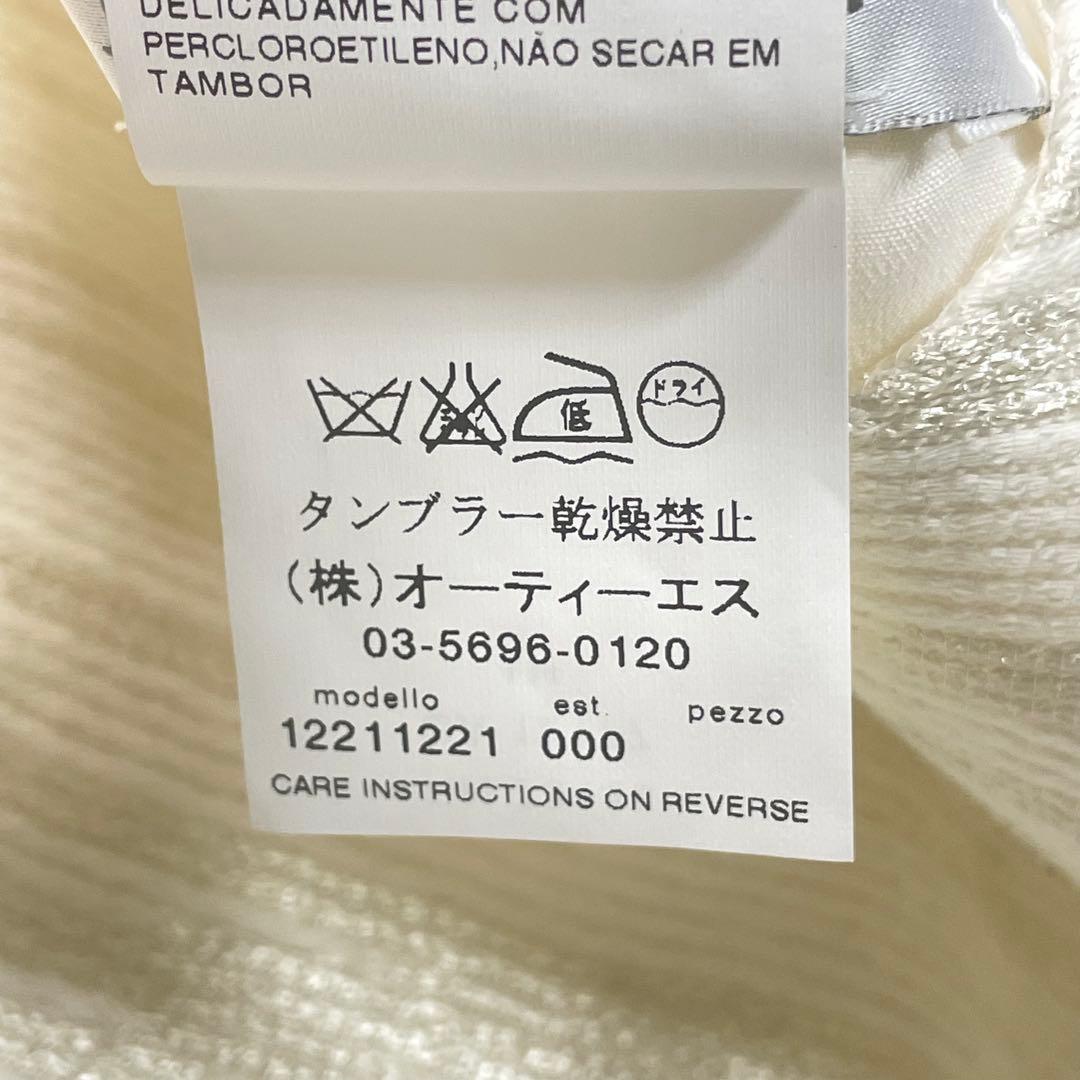 DELICADAMENTE COM
PERCLOROETILENO,NÃO SECAR EM
TAMBOR
低
ドライ
タンブラー乾燥禁止
(株)オーティーエス
03-5696-0120
modello est. pezzo
12211221 000
CARE INSTRUCTIONS ON REVERSE